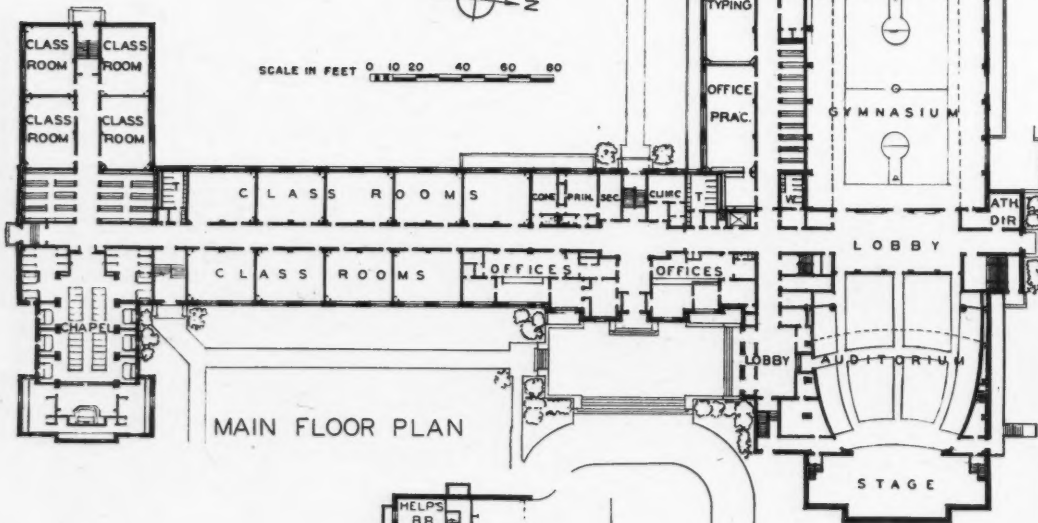 N
TYPING
CLASS
ROOM
CLASS
ROOM
SCALE IN FEET 0 10 20 40 60 80
OFFICE
PRAC.
GYMNASIUM
CLASS
ROOM
CLASS
ROOM
CLASS ROOMS
CONF.
PRIN.
SEC.
CLINIC
T
W.
ATH.
DIR.
LOBBY
CLASS ROOMS
OFFICES
OFFICES
CHAPEL
LOBBY
AUDITORIUM
MAIN FLOOR PLAN
STAGE
HELP'S
B.R.